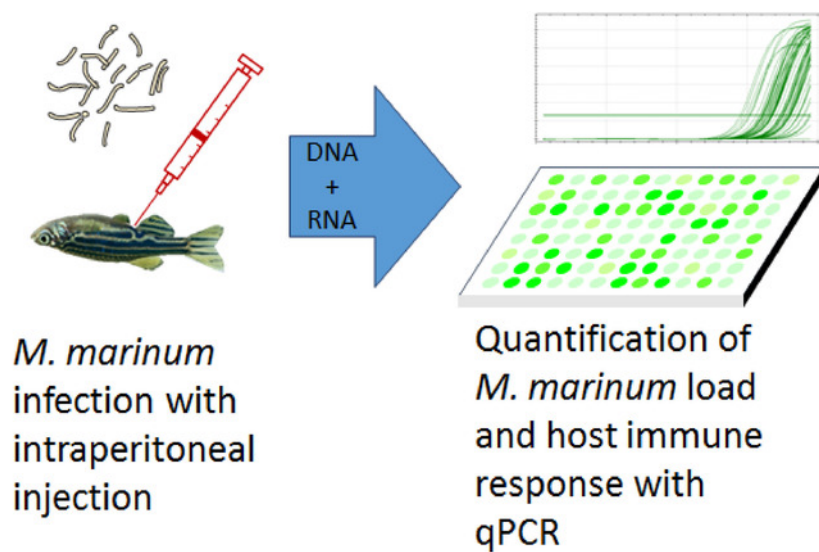 DNA
+
RNA
M. marinum
infection with
intraperitoneal
injection
Quantification of
M. marinum load
and host immune
response with
qPCR